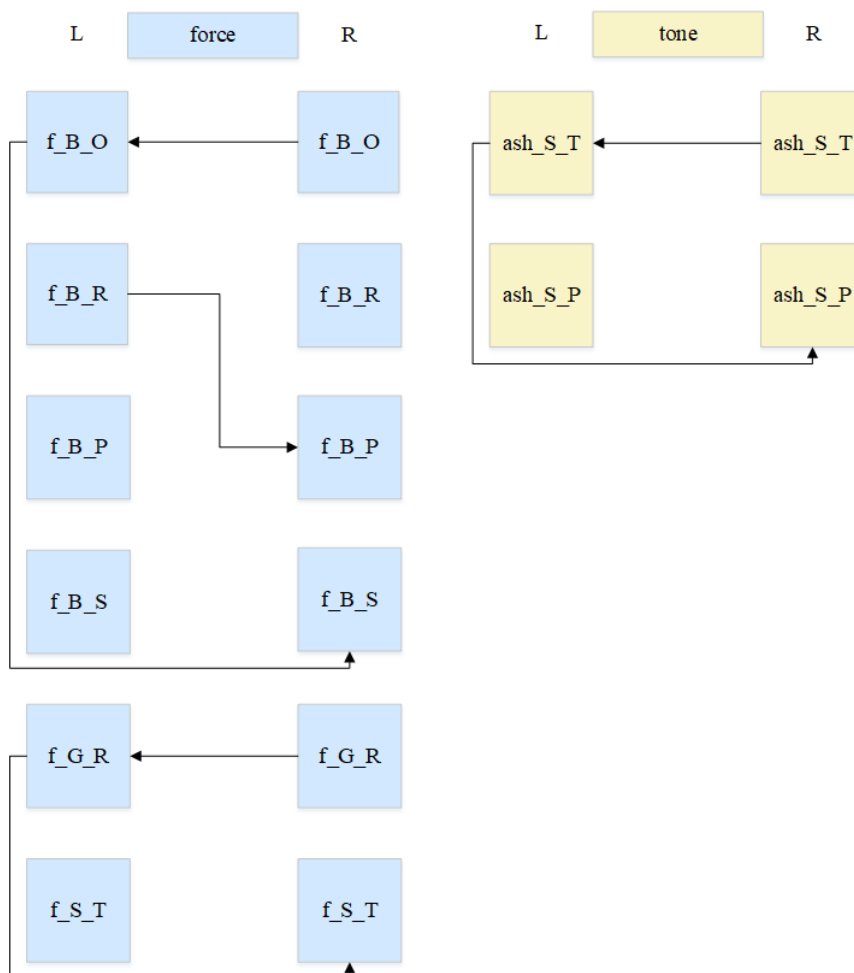 L force R
f_B_O f_B_O
f_B_R f_B_R
f_B_P f_B_P
f_B_S f_B_S
f_G_R f_G_R
f_S_T f_S_T
L tone R
ash_S_T ash_S_T
ash_S_P ash_S_P